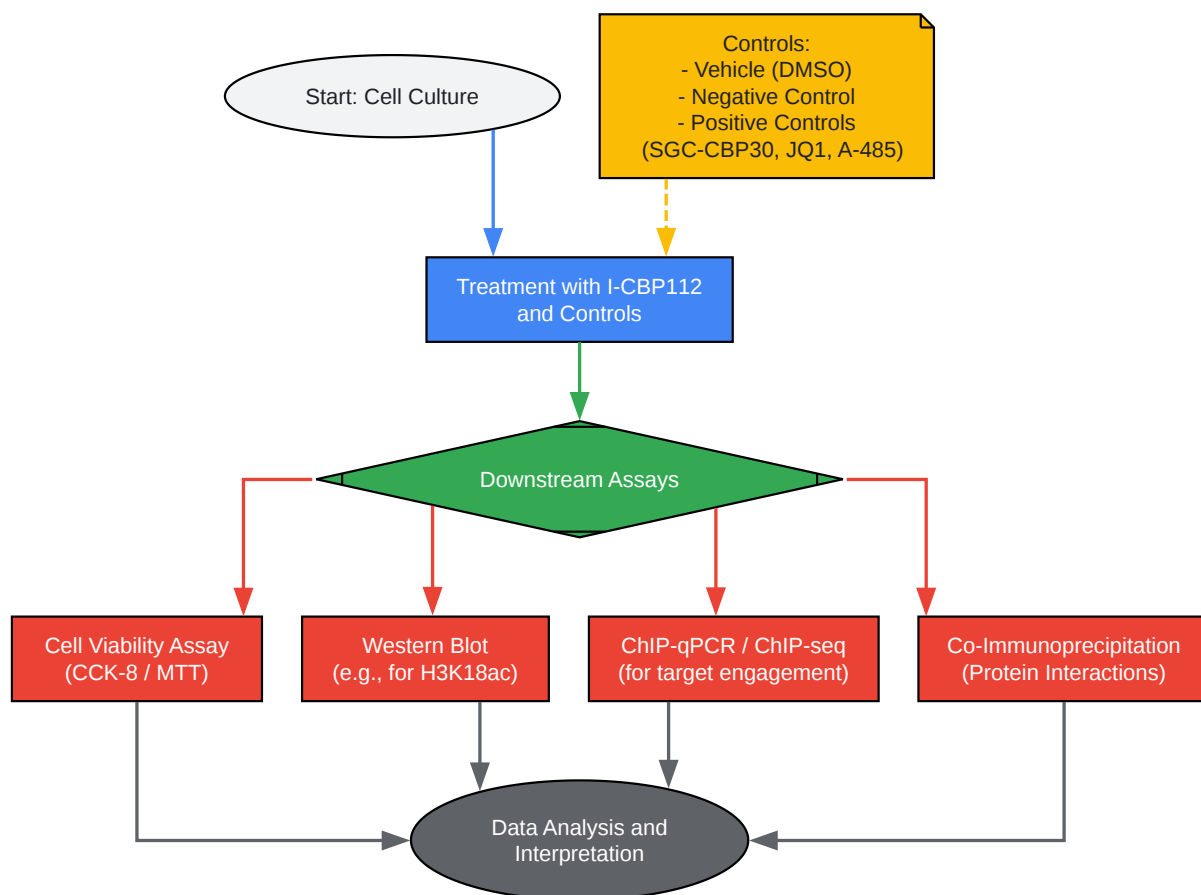 Start: Cell Culture
Controls:
- Vehicle (DMSO)
- Negative Control
- Positive Controls
(SGC-CBP30, JQ1, A-485)
Treatment with I-CBP112
and Controls
Downstream Assays
Cell Viability Assay
(CCK-8 / MTT)
Western Blot
(e.g., for H3K18ac)
ChIP-qPCR / ChIP-seq
(for target engagement)
Co-Immunoprecipitation
(Protein Interactions)
Data Analysis and
Interpretation